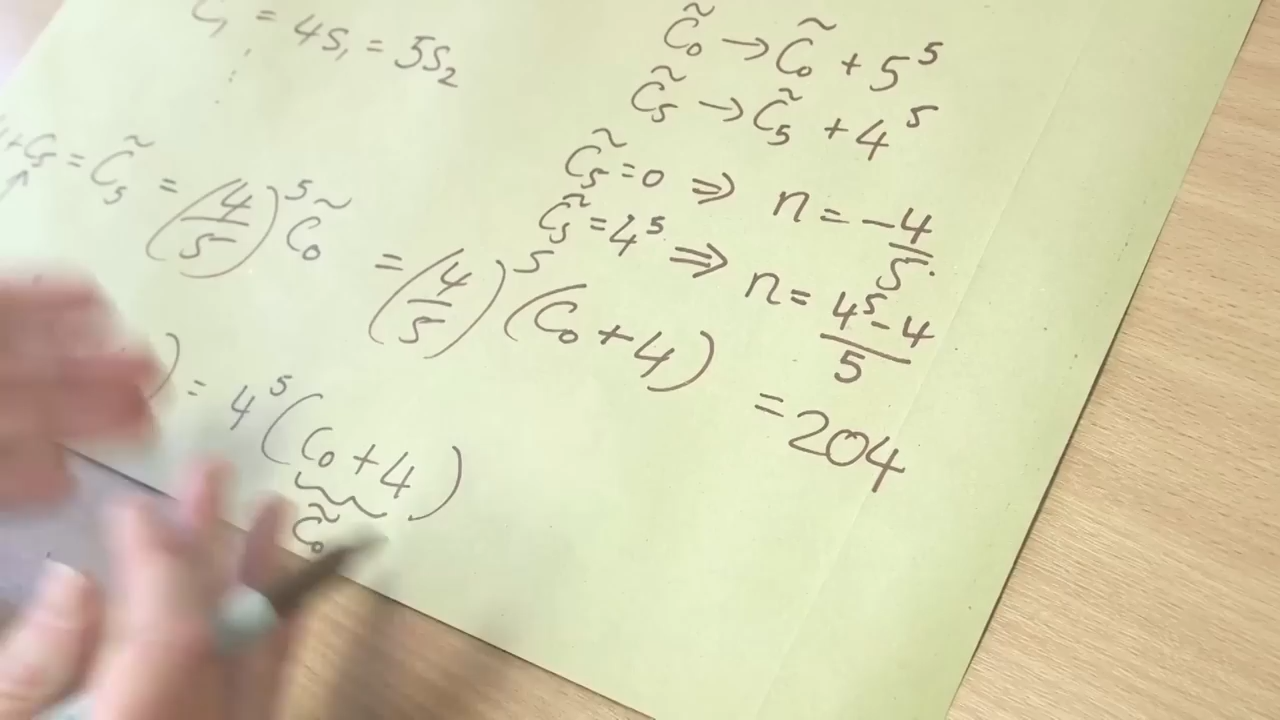 C₁ = 4S₁ = 5S₂
⋮
+C₅ = C̃₅ = (4/5)⁵ C̃₀ = (4/5)⁵ (C₀ + 4)
) = 4⁵ (C₀ + 4)
C̃₀
C̃₀ → C̃₀ + 5⁵
C̃₅ → C̃₅ + 4⁵
C̃₅ = 0 ⇒ n = -4/5
C̃₅ = 4⁵ ⇒ n = (4⁵ - 4)/5
= 204